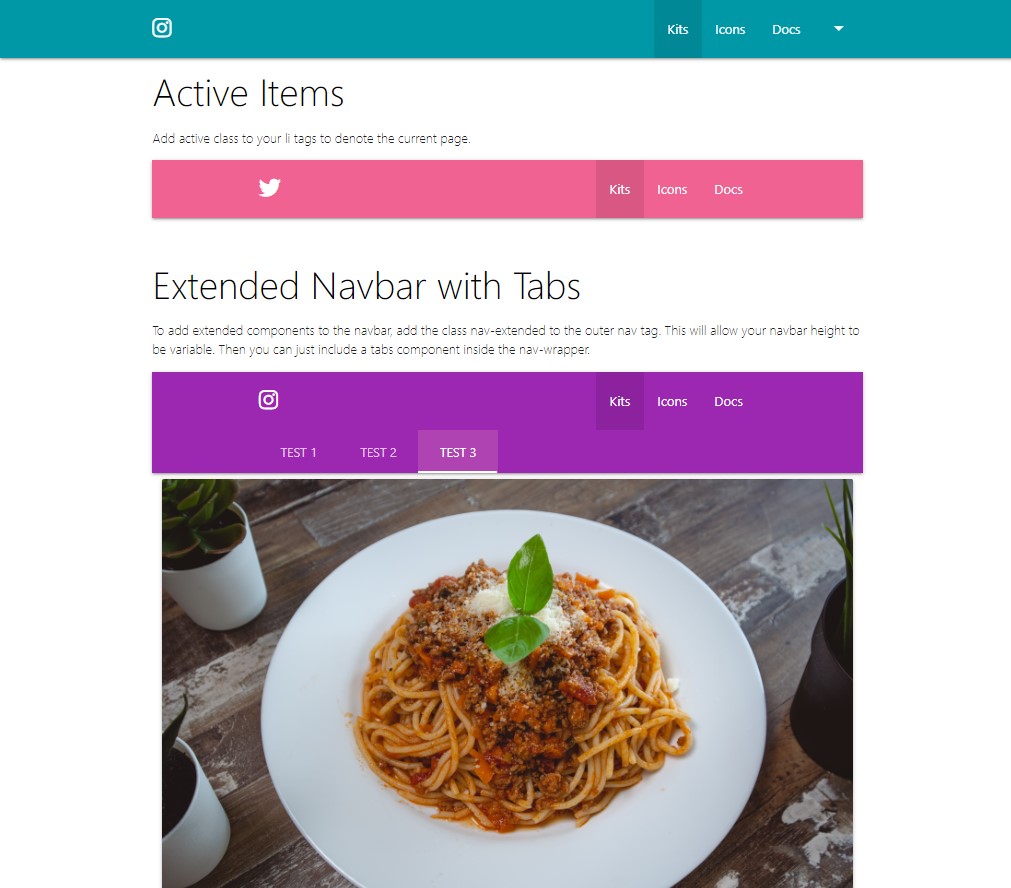 Kits Icons Docs
Active Items
Add active class to your li tags to denote the current page.
Kits Icons Docs
Extended Navbar with Tabs
To add extended components to the navbar, add the class nav-extended to the outer nav tag. This will allow your navbar height to
be variable. Then you can just include a tabs component inside the nav-wrapper.
Kits Icons Docs
TEST 1 TEST 2 TEST 3